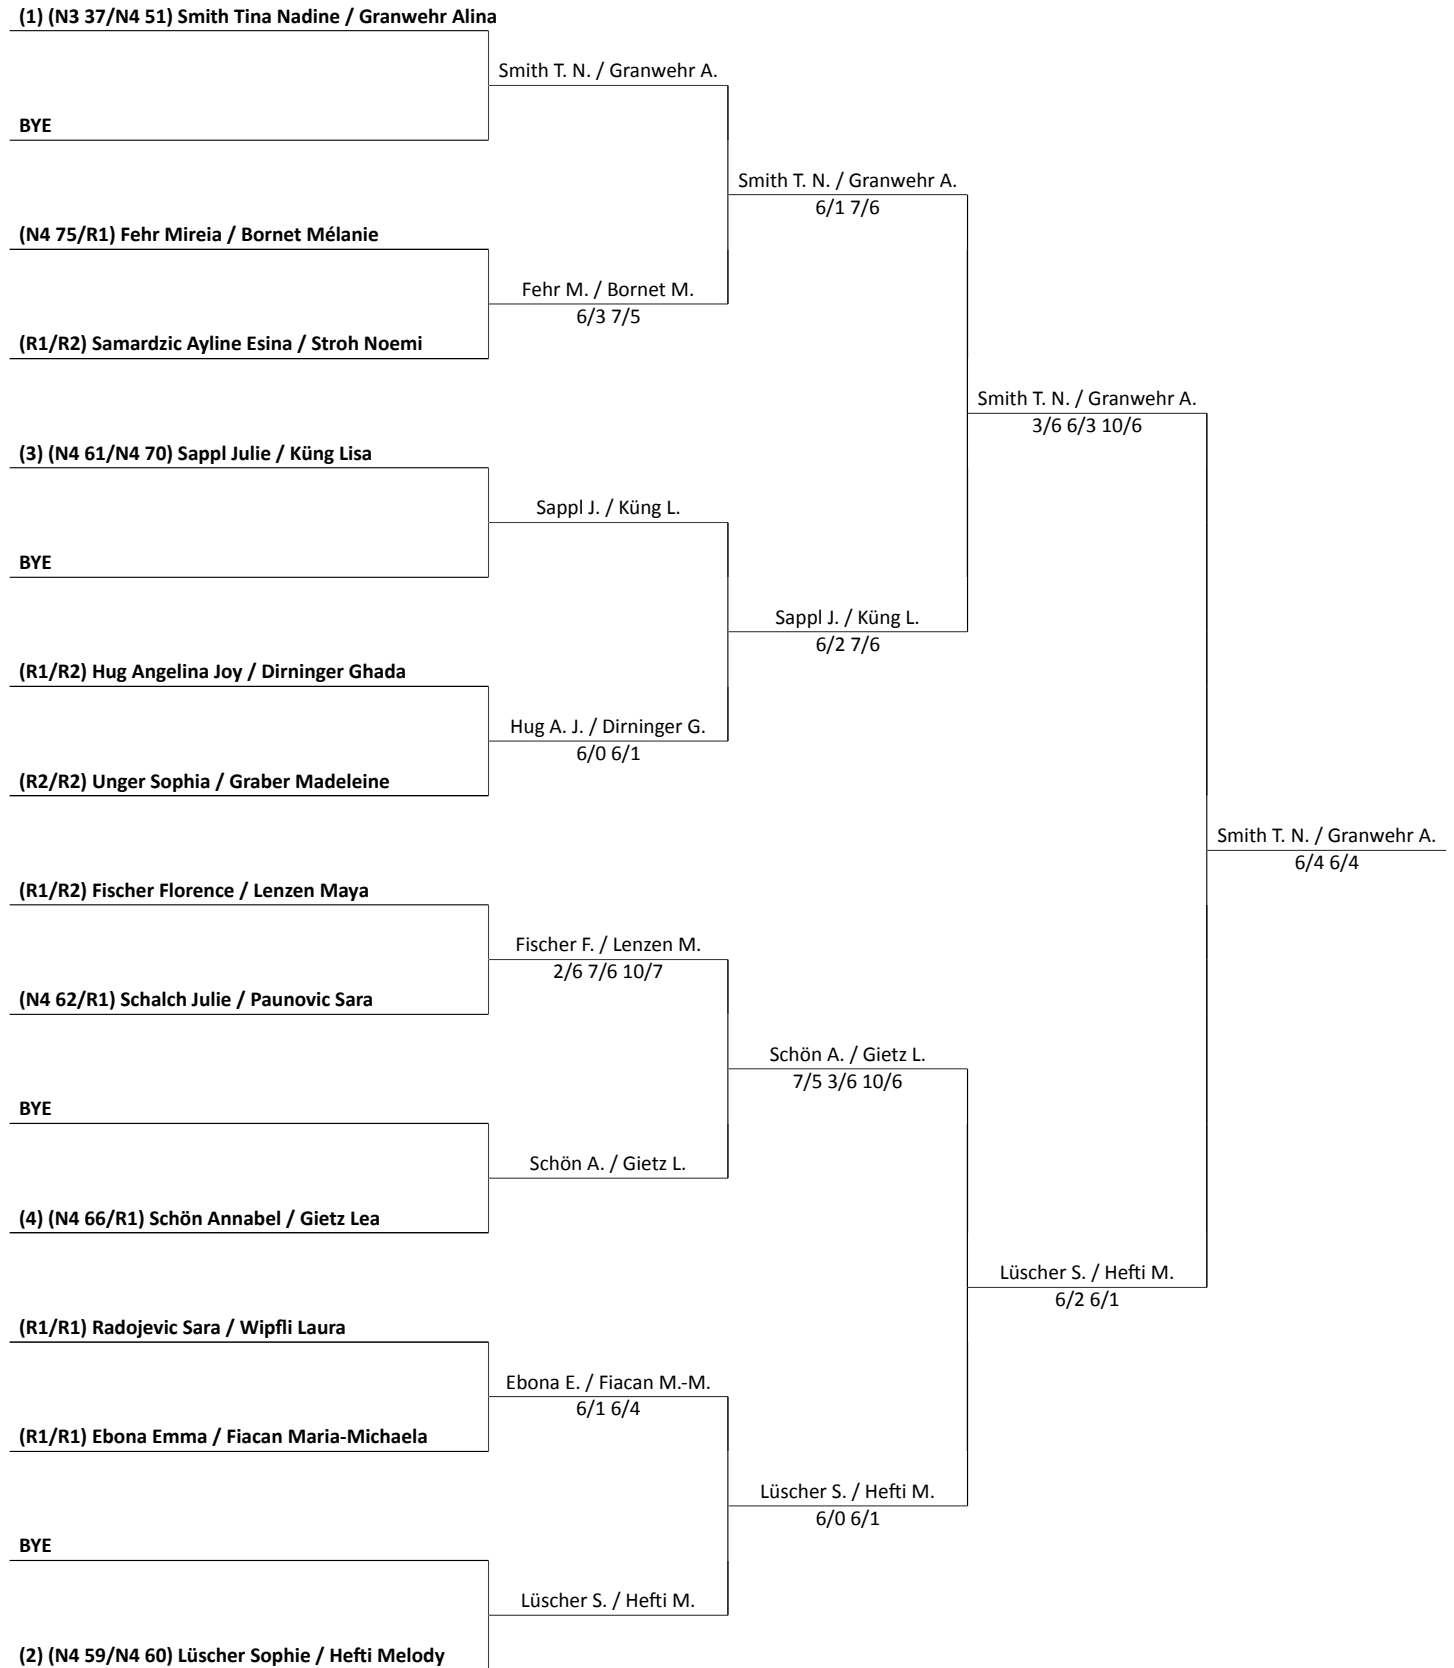 (1) (N3 37/N4 51) Smith Tina Nadine / Granwehr Alina
Smith T. N. / Granwehr A.
BYE
Smith T. N. / Granwehr A.
6/1 7/6
(N4 75/R1) Fehr Mireia / Bornet Mélanie
Fehr M. / Bornet M.
6/3 7/5
(R1/R2) Samardzic Ayline Esina / Stroh Noemi
Smith T. N. / Granwehr A.
3/6 6/3 10/6
(3) (N4 61/N4 70) Sappl Julie / Küng Lisa
Sappl J. / Küng L.
BYE
Sappl J. / Küng L.
6/2 7/6
(R1/R2) Hug Angelina Joy / Dirninger Ghada
Hug A. J. / Dirninger G.
6/0 6/1
(R2/R2) Unger Sophia / Graber Madeleine
Smith T. N. / Granwehr A.
6/4 6/4
(R1/R2) Fischer Florence / Lenzen Maya
Fischer F. / Lenzen M.
2/6 7/6 10/7
(N4 62/R1) Schalch Julie / Paunovic Sara
Schön A. / Gietz L.
7/5 3/6 10/6
BYE
Schön A. / Gietz L.
(4) (N4 66/R1) Schön Annabel / Gietz Lea
Lüscher S. / Hefti M.
6/2 6/1
(R1/R1) Radojevic Sara / Wipfli Laura
Ebona E. / Fiacan M.-M.
6/1 6/4
(R1/R1) Ebona Emma / Fiacan Maria-Michaela
Lüscher S. / Hefti M.
6/0 6/1
BYE
Lüscher S. / Hefti M.
(2) (N4 59/N4 60) Lüscher Sophie / Hefti Melody